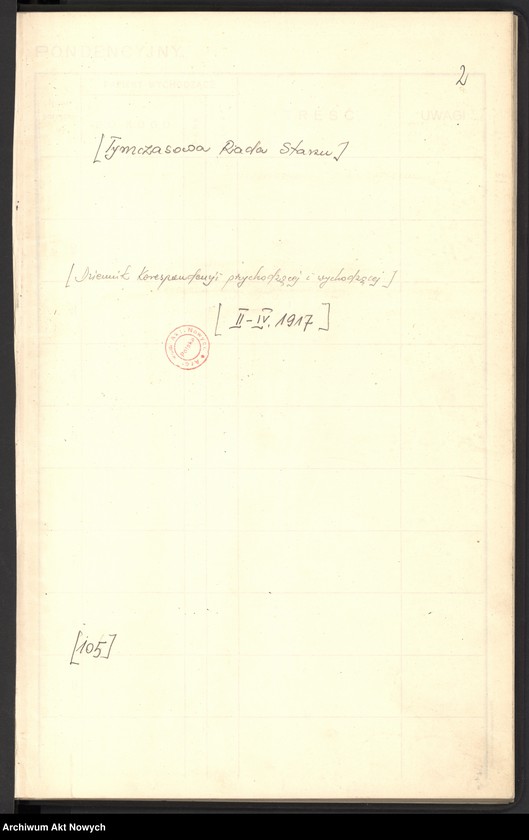 2
[Tymczasowa Rada Stanu]
[Dziennik korespondencji przychodzącej i wychodzącej]
[II-IV. 1917]
[105]
Archiwum Akt Nowych